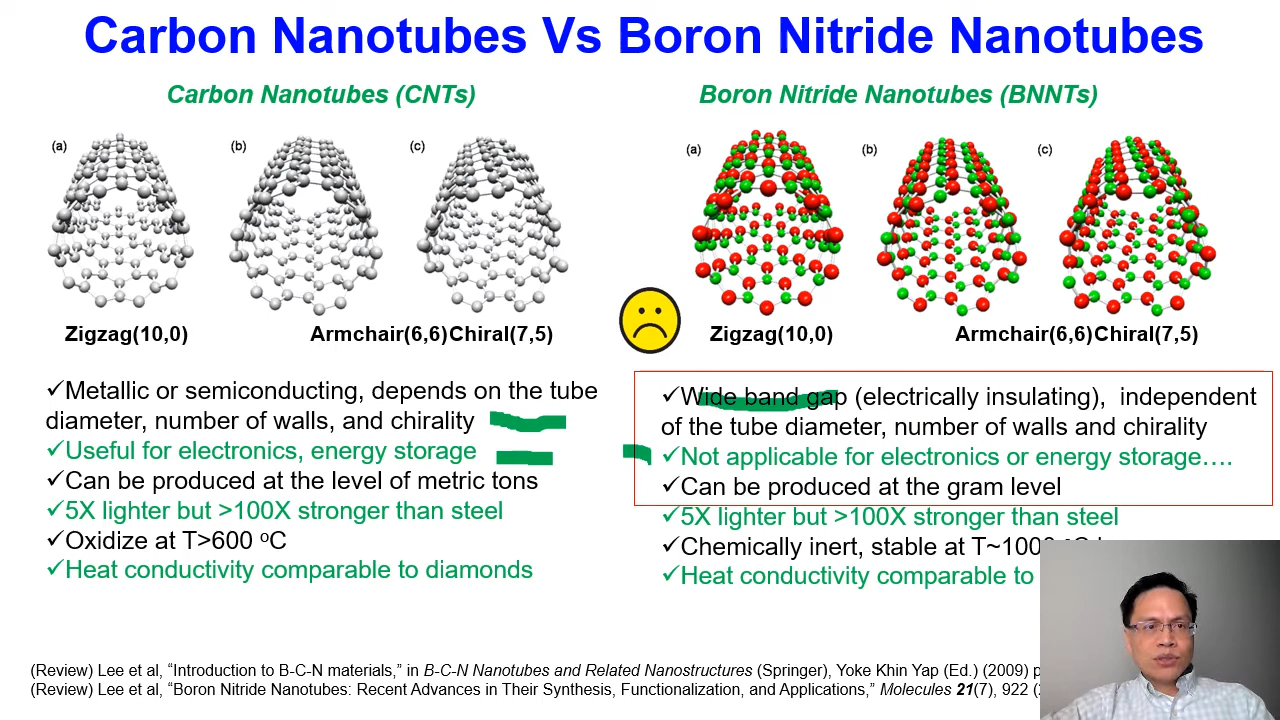 Carbon Nanotubes Vs Boron Nitride Nanotubes
Carbon Nanotubes (CNTs)
(a)
(b)
(c)
Zigzag(10,0)
Armchair(6,6)Chiral(7,5)
✓Metallic or semiconducting, depends on the tube
diameter, number of walls, and chirality
✓Useful for electronics, energy storage
✓Can be produced at the level of metric tons
✓5X lighter but >100X stronger than steel
✓Oxidize at T>600 ºC
✓Heat conductivity comparable to diamonds
Boron Nitride Nanotubes (BNNTs)
(a)
(b)
(c)
Zigzag(10,0)
Armchair(6,6)Chiral(7,5)
✓Wide band gap (electrically insulating),  independent
of the tube diameter, number of walls and chirality
✓Not applicable for electronics or energy storage….
✓Can be produced at the gram level
✓5X lighter but >100X stronger than steel
✓Chemically inert, stable at
✓Heat conductivity comparable to
(Review) Lee et al, “Introduction to B-C-N materials,” in B-C-N Nanotubes and Related Nanostructures (Springer), Yoke Khin Yap (Ed.) (2009)
(Review) Lee et al, “Boron Nitride Nanotubes: Recent Advances in Their Synthesis, Functionalization, and Applications,” Molecules 21(7), 922